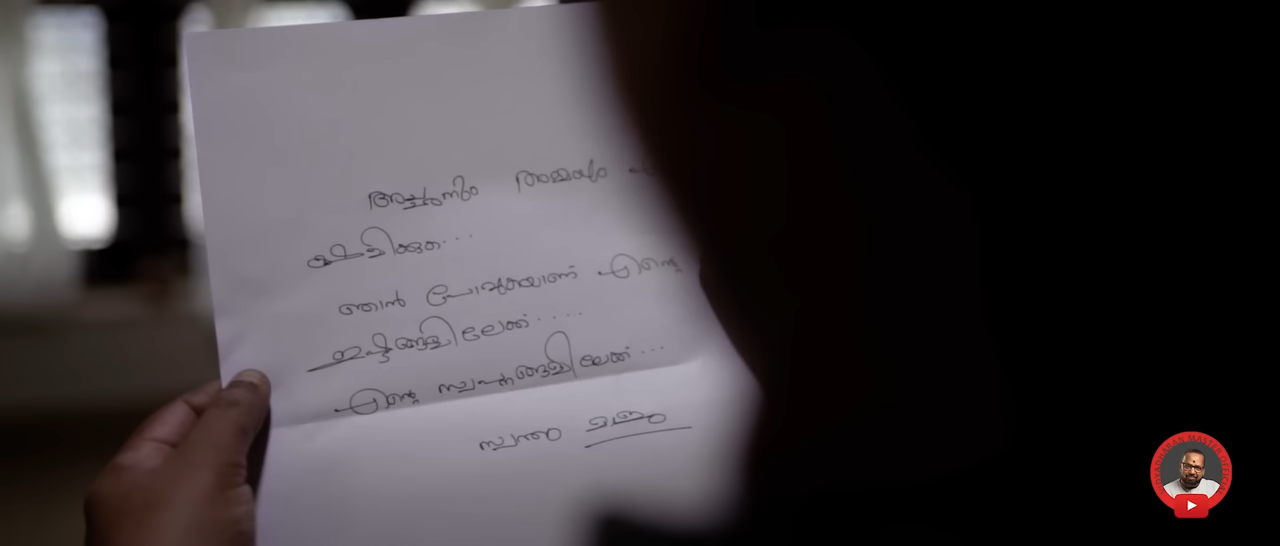 അച്ഛനും അമ്മയും
ക്ഷമിക്കുക...
ഞാൻ പോവുകയാണ് എന്റെ
ഇഷ്ടങ്ങളിലേക്ക്.....
എന്റെ സ്വപ്നങ്ങളിലേക്ക്...
സ്വന്തം